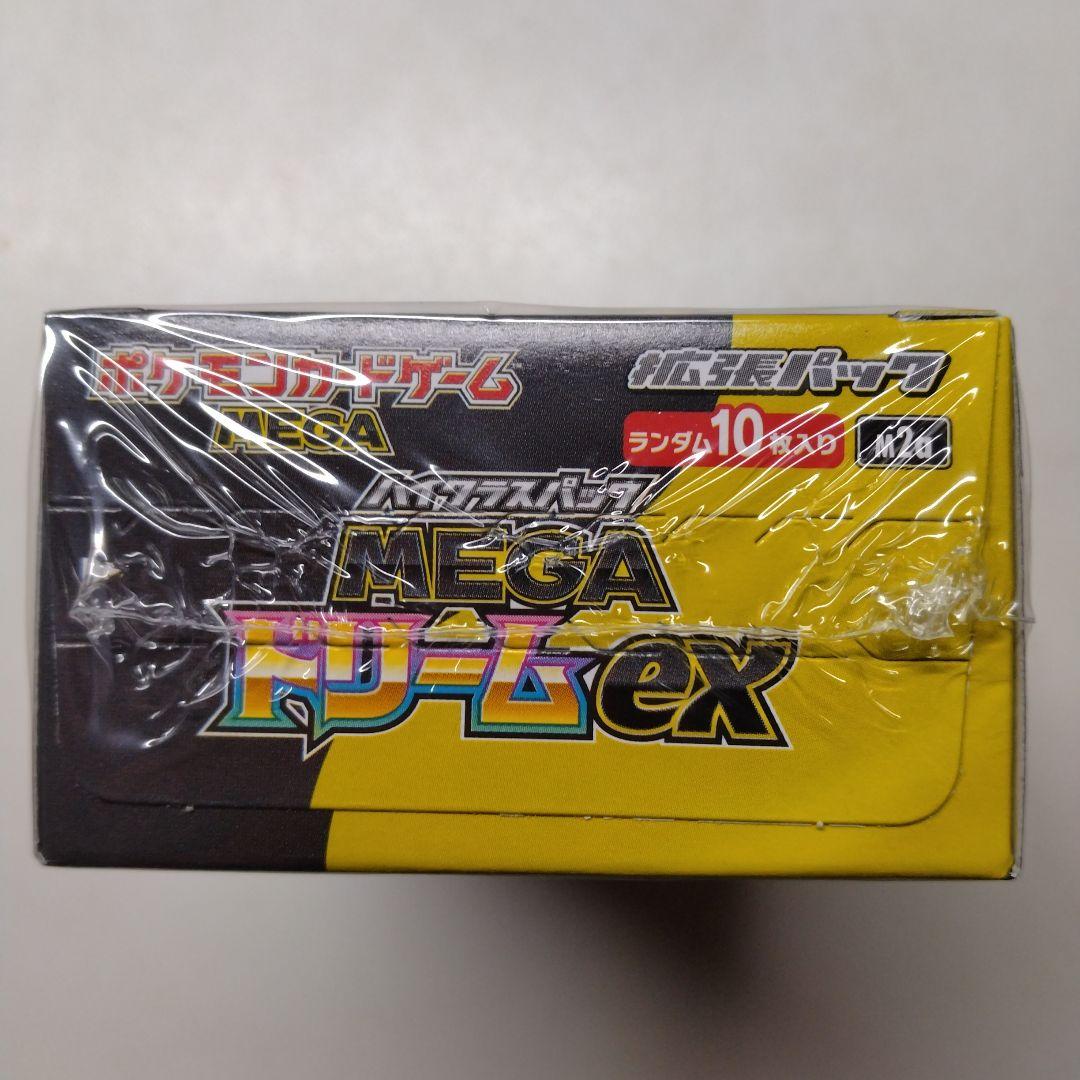 ポケモンカードゲーム
MEGA
拡張パック
ランダム10枚入り
M2a
ハイクラスパック
MEGA
ドリームex